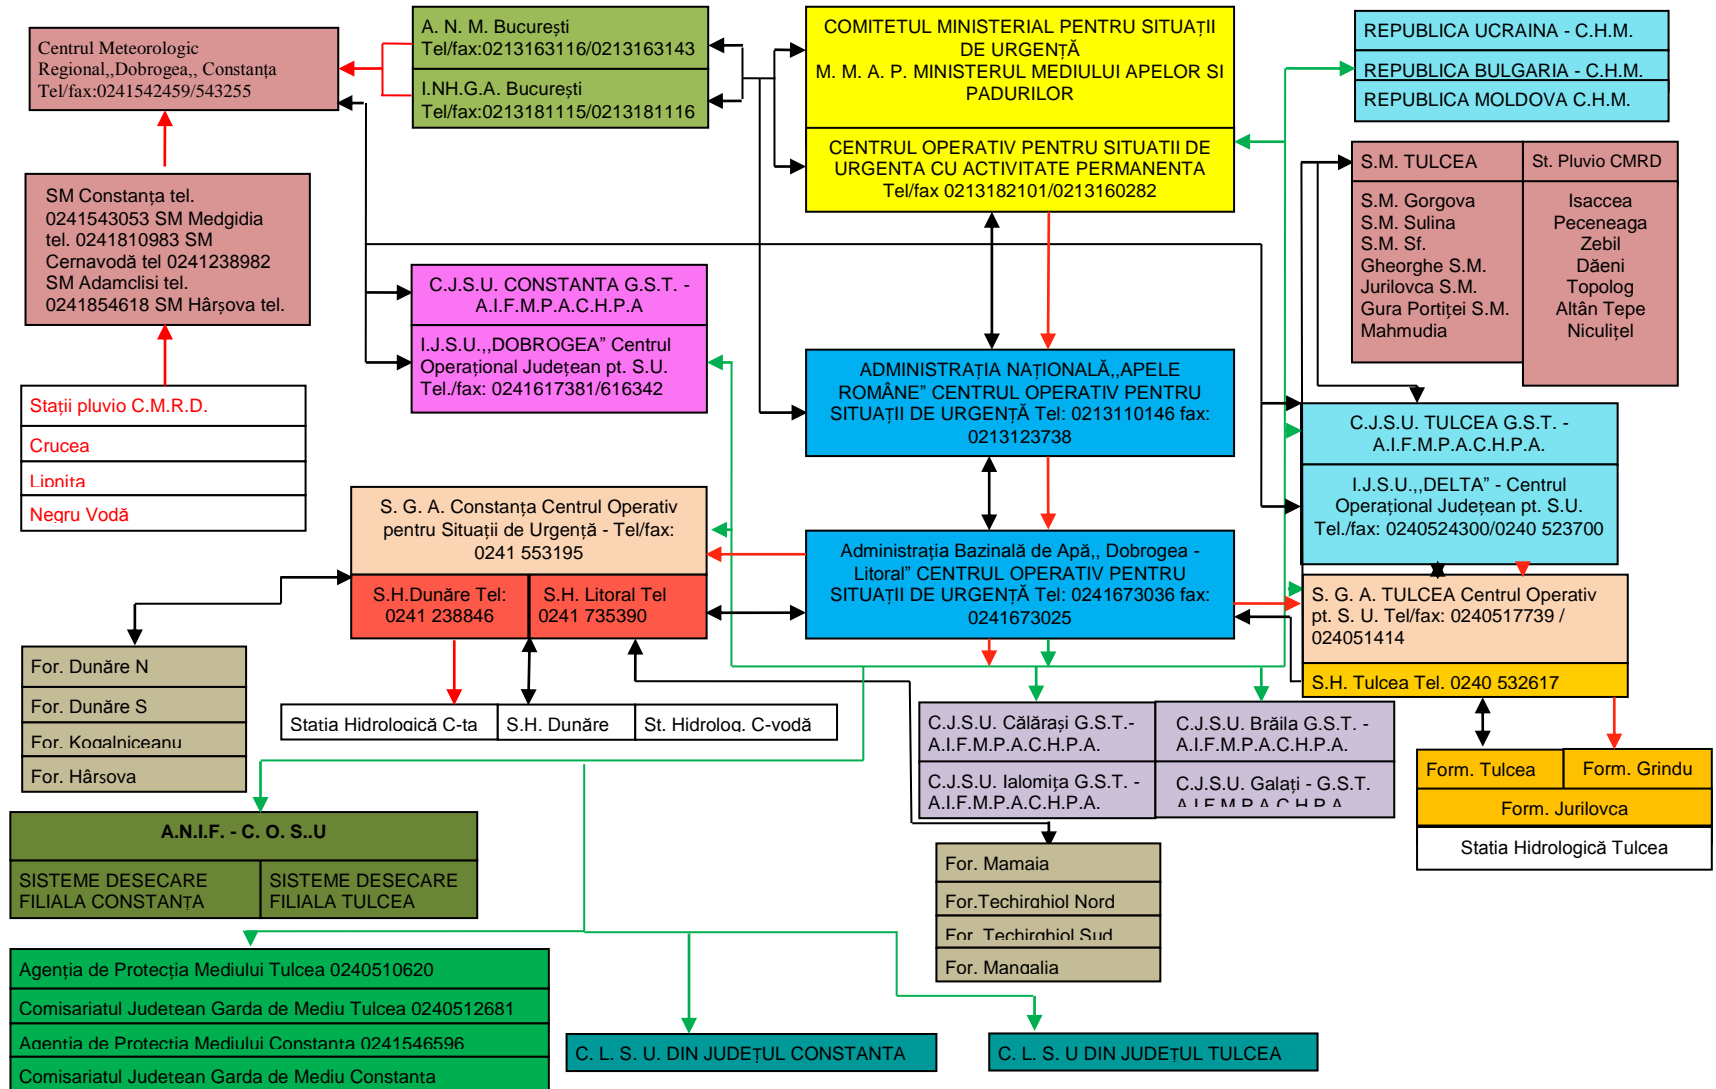 Centrul Meteorologic
Regional,,Dobrogea,, Constanța
Tel/fax:0241542459/543255
A. N. M. București
Tel/fax:0213163116/0213163143
I.NH.G.A. București
Tel/fax:0213181115/0213181116
COMITETUL MINISTERIAL PENTRU SITUAȚII
DE URGENȚĂ
M. M. A. P. MINISTERUL MEDIULUI APELOR SI
PADURILOR
CENTRUL OPERATIV PENTRU SITUATII DE
URGENTA CU ACTIVITATE PERMANENTA
Tel/fax 0213182101/0213160282
REPUBLICA UCRAINA - C.H.M.
REPUBLICA BULGARIA - C.H.M.
REPUBLICA MOLDOVA C.H.M.
SM Constanța tel.
0241543053 SM Medgidia
tel. 0241810983 SM
Cernavodă tel 0241238982
SM Adamclisi tel.
0241854618 SM Hârșova tel.
S.M. TULCEA
St. Pluvio CMRD
S.M. Gorgova
S.M. Sulina
S.M. Sf.
Gheorghe S.M.
Jurilovca S.M.
Gura Portiței S.M.
Mahmudia
Isaccea
Peceneaga
Zebil
Dăeni
Topolog
Altân Tepe
Niculițel
C.J.S.U. CONSTANTA G.S.T. -
A.I.F.M.P.A.C.H.P.A
I.J.S.U.,,DOBROGEA" Centrul
Operațional Județean pt. S.U.
Tel./fax: 0241617381/616342
ADMINISTRAȚIA NAȚIONALĂ,,APELE
ROMÂNE" CENTRUL OPERATIV PENTRU
SITUAȚII DE URGENȚĂ Tel: 0213110146 fax:
0213123738
Stații pluvio C.M.R.D.
Crucea
Lipnița
Negru Vodă
C.J.S.U. TULCEA G.S.T. -
A.I.F.M.P.A.C.H.P.A.
I.J.S.U.,,DELTA" - Centrul
Operațional Județean pt. S.U.
Tel./fax: 0240524300/0240 523700
S. G. A. Constanța Centrul Operativ
pentru Situații de Urgență - Tel/fax:
0241 553195
S.H.Dunăre Tel:
0241 238846
S.H. Litoral Tel
0241 735390
Administrația Bazinală de Apă,, Dobrogea -
Litoral" CENTRUL OPERATIV PENTRU
SITUAȚII DE URGENȚĂ Tel: 0241673036 fax:
0241673025
S. G. A. TULCEA Centrul Operativ
pt. S. U. Tel/fax: 0240517739 /
024051414
S.H. Tulcea Tel. 0240 532617
For. Dunăre N
For. Dunăre S
For. Kogalniceanu
For. Hârsova
Statia Hidrologică C-ta
S.H. Dunăre
St. Hidrolog. C-vodă
C.J.S.U. Călărași G.S.T.-
A.I.F.M.P.A.C.H.P.A.
C.J.S.U. Brăila G.S.T. -
A.I.F.M.P.A.C.H.P.A.
C.J.S.U. Ialomița G.S.T. -
A.I.F.M.P.A.C.H.P.A.
C.J.S.U. Galați - G.S.T.
A.I.F.M.P.A.C.H.P.A.
Form. Tulcea
Form. Grindu
Form. Jurilovca
Statia Hidrologică Tulcea
A.N.I.F. - C. O. S..U
SISTEME DESECARE
FILIALA CONSTANȚA
SISTEME DESECARE
FILIALA TULCEA
For. Mamaia
For.Techirghiol Nord
For. Techirghiol Sud
For. Mangalia
Agenția de Protecția Mediului Tulcea 0240510620
Comisariatul Județean Garda de Mediu Tulcea 0240512681
Agentia de Protecția Mediului Constanta 0241546596
Comisariatul Județean Garda de Mediu Constanta
C. L. S. U. DIN JUDEȚUL CONSTANTA
C. L. S. U DIN JUDEȚUL TULCEA